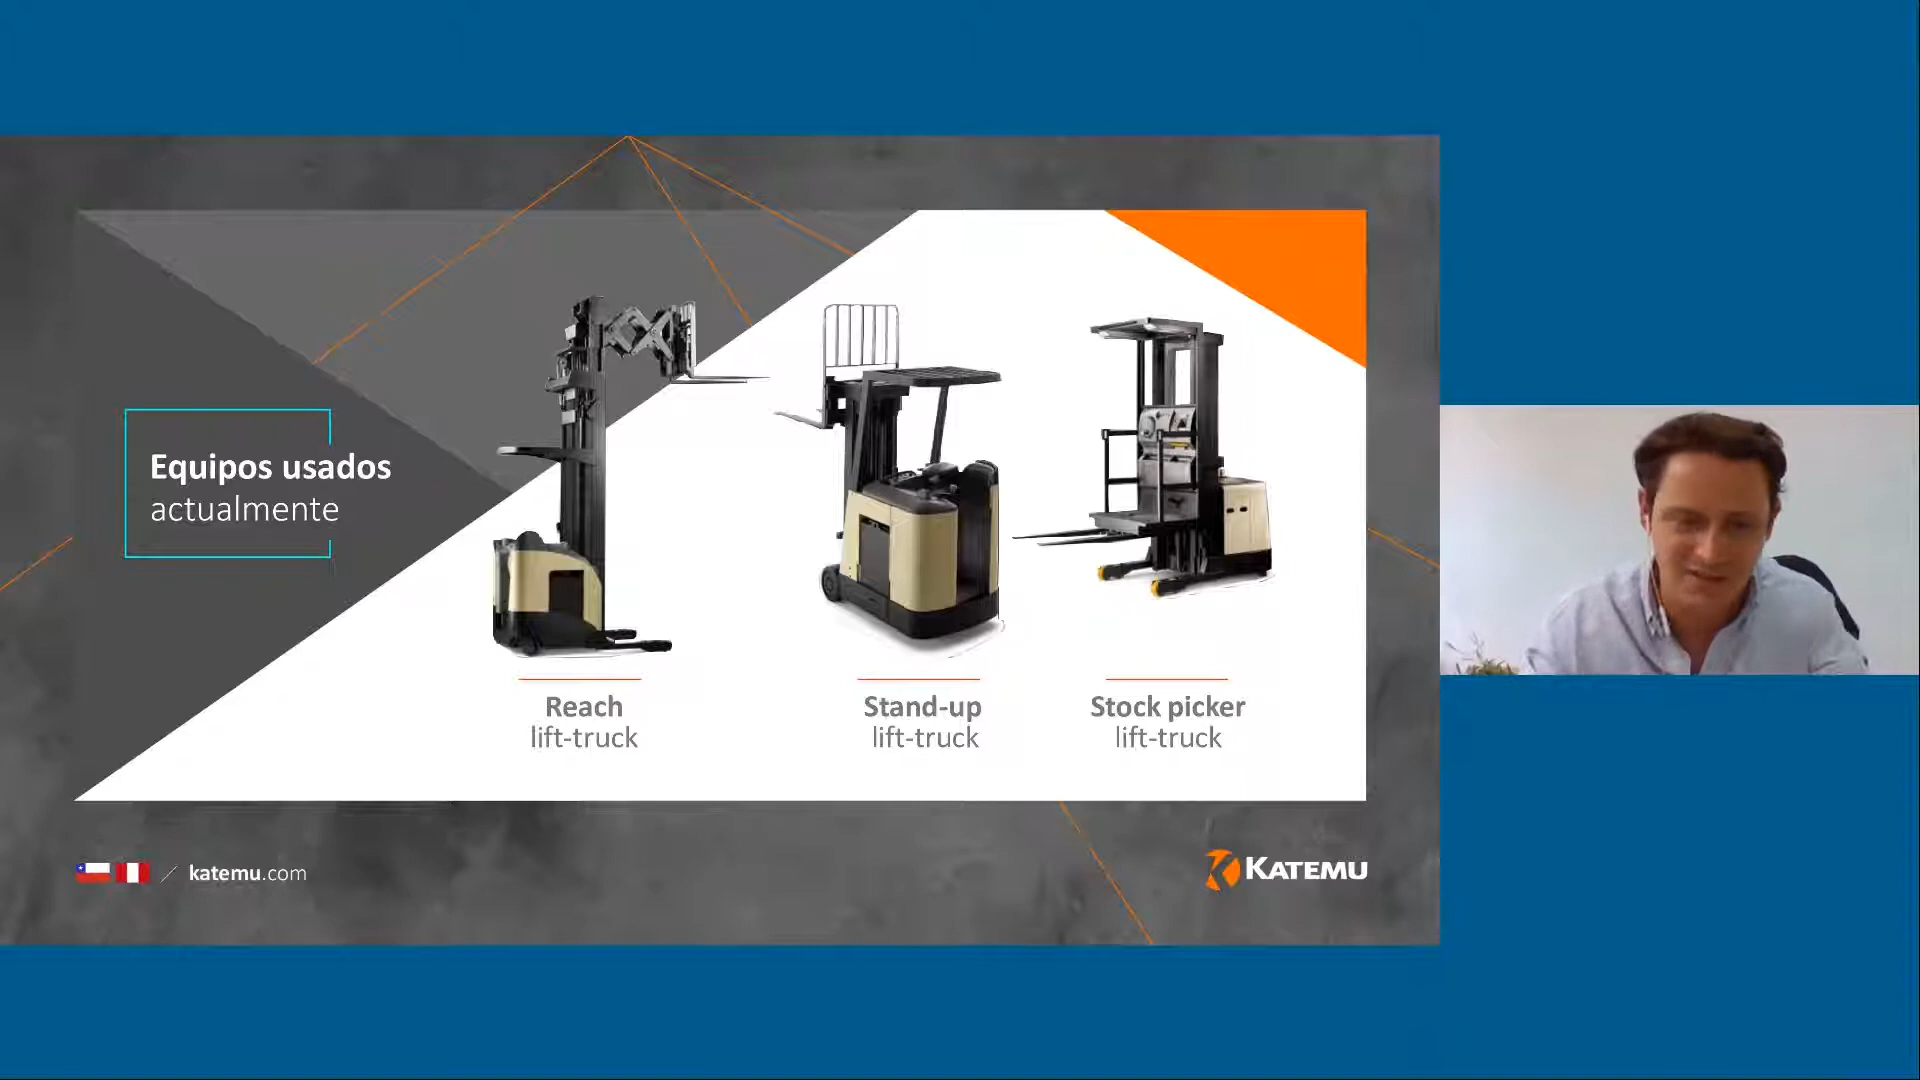 Equipos usados
actualmente
Reach
lift-truck
Stand-up
lift-truck
Stock picker
lift-truck
katemu.com
KATEMU